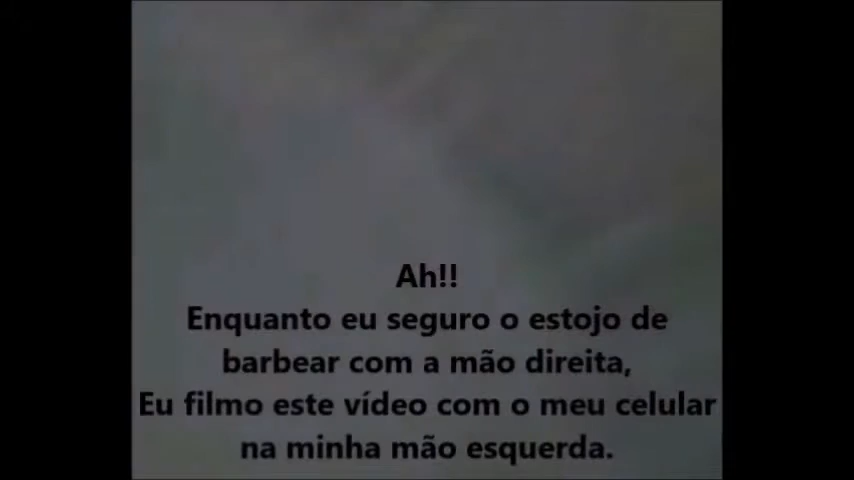 Ah!!
Enquanto eu seguro o estojo de
barbear com a mão direita,
Eu filmo este vídeo com o meu celular
na minha mão esquerda.